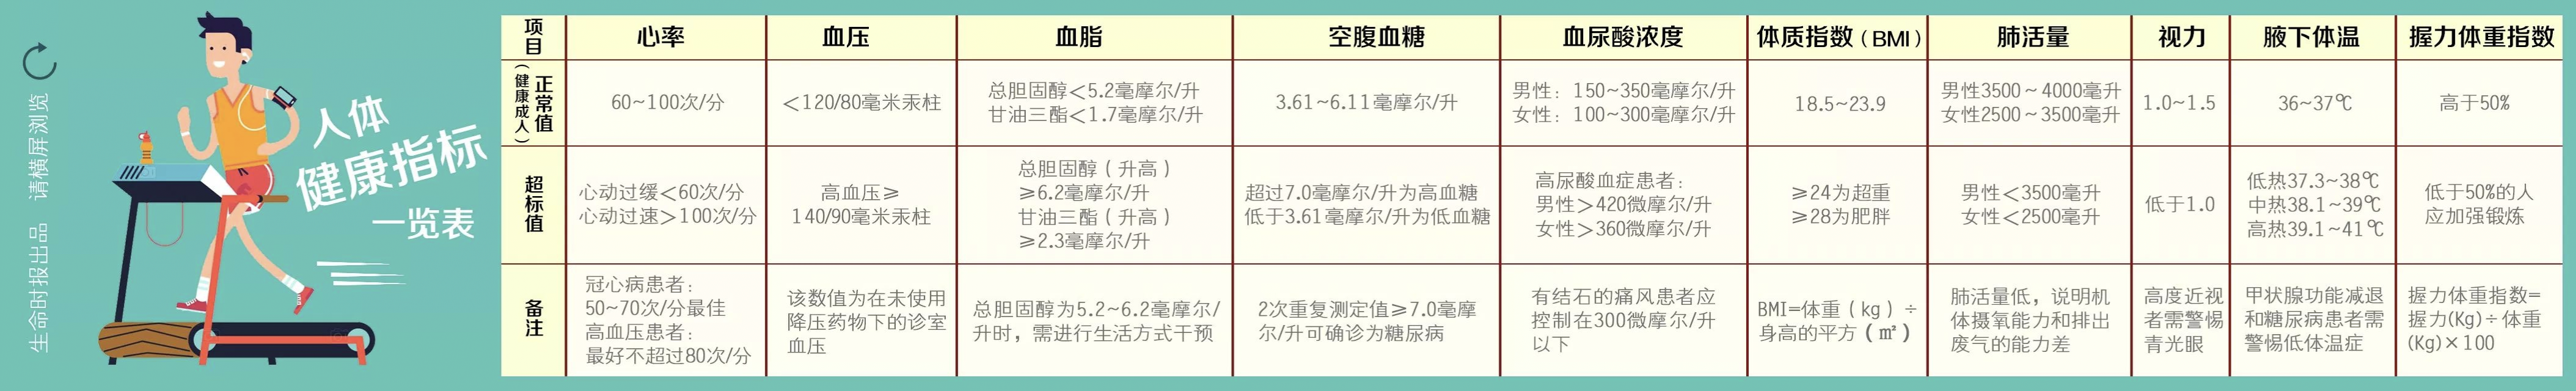 生命时报出品 请横屏浏览
人体
健康指标
一览表
项目 心率 血压 血脂 空腹血糖 血尿酸浓度 体质指数（BMI） 肺活量 视力 腋下体温 握力体重指数
正常值（健康成人）
60~100次/分
＜120/80毫米汞柱
总胆固醇＜5.2毫摩尔/升
甘油三酯＜1.7毫摩尔/升
3.61~6.11毫摩尔/升
男性：150~350毫摩尔/升
女性：100~300毫摩尔/升
18.5~23.9
男性3500～4000毫升
女性2500～3500毫升
1.0~1.5
36~37℃
高于50%
超标值
心动过缓＜60次/分
心动过速＞100次/分
高血压≥
140/90毫米汞柱
总胆固醇（升高）
≥6.2毫摩尔/升
甘油三酯（升高）
≥2.3毫摩尔/升
超过7.0毫摩尔/升为高血糖
低于3.61毫摩尔/升为低血糖
高尿酸血症患者：
男性＞420微摩尔/升
女性＞360微摩尔/升
≥24为超重
≥28为肥胖
男性＜3500毫升
女性＜2500毫升
低于1.0
低热37.3~38℃
中热38.1~39℃
高热39.1~41℃
低于50%的人
应加强锻炼
备注
冠心病患者：
50~70次/分最佳
高血压患者：
最好不超过80次/分
该数值为在未使用
降压药物下的诊室
血压
总胆固醇为5.2~6.2毫摩尔/
升时，需进行生活方式干预
2次重复测定值≥7.0毫摩
尔/升可确诊为糖尿病
有结石的痛风患者应
控制在300微摩尔/升
以下
BMI=体重（kg）÷
身高的平方（㎡）
肺活量低，说明机
体摄氧能力和排出
废气的能力差
高度近视
者需警惕
青光眼
甲状腺功能减退
和糖尿病患者需
警惕低体温症
握力体重指数=
握力(Kg)÷体重
(Kg)×100